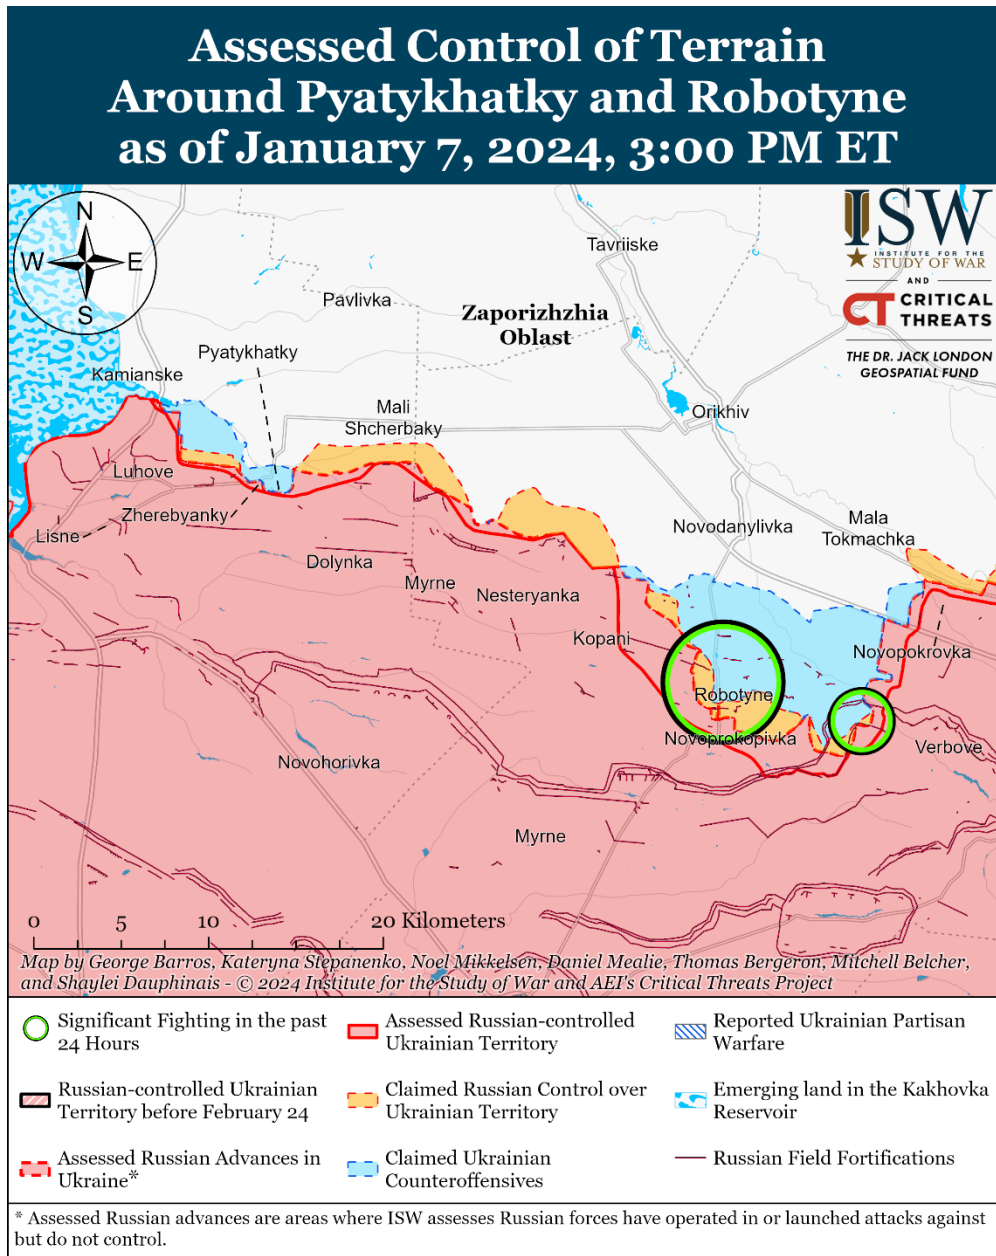 Assessed Control of Terrain
Around Pyatykhatky and Robotyne
as of January 7, 2024, 3:00 PM ET
N
W
E
S
ISW
INSTITUTE FOR THE
STUDY OF WAR
AND
CT CRITICAL
THREATS
THE DR. JACK LONDON
GEOSPATIAL FUND
Tavriiske
Pavlivka
Zaporizhzhia
Oblast
Pyatykhatky
Kamianske
Mali
Shcherbaky
Orikhiv
Luhove
Zherebyanky
Lisne
Novodanylivka
Mala
Tokmachka
Dolynka
Myrne
Nesteryanka
Kopani
Novopokrovka
Robotyne
Novoprokopivka
Verbove
Novohorivka
Myrne
0 5 10 20 Kilometers
Map by George Barros, Kateryna Stepanenko, Noel Mikkelsen, Daniel Mealie, Thomas Bergeron, Mitchell Belcher,
and Shaylei Dauphinais - © 2024 Institute for the Study of War and AEI's Critical Threats Project
Significant Fighting in the past
24 Hours
Assessed Russian-controlled
Ukrainian Territory
Reported Ukrainian Partisan
Warfare
Russian-controlled Ukrainian
Territory before February 24
Claimed Russian Control over
Ukrainian Territory
Emerging land in the Kakhovka
Reservoir
Assessed Russian Advances in
Ukraine*
Claimed Ukrainian
Counteroffensives
Russian Field Fortifications
* Assessed Russian advances are areas where ISW assesses Russian forces have operated in or launched attacks against
but do not control.